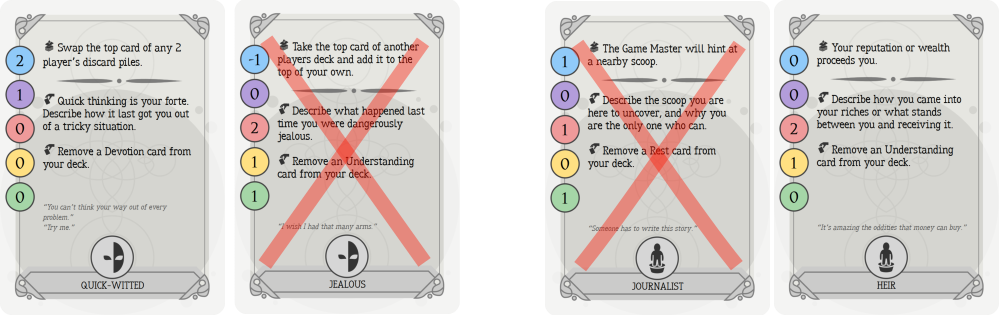 Swap the top card of any 2
player's discard piles.
2
1
Quick thinking is your forte.
Describe how it last got you out
of a tricky situation.
0
Remove a Devotion card from
your deck.
0
0
"You can't think your way out of every
problem."
"Try me."
QUICK-WITTED
Take the top card of another
players deck and add it to the
top of your own.
-1
0
Describe what happened last
time you were dangerously
jealous.
2
Remove an Understanding
card from your deck.
1
1
"I wish I had that many arms."
JEALOUS
The Game Master will hint at
a nearby scoop.
1
0
Describe the scoop you are
here to uncover, and why you
are the only one who can.
1
Remove a Rest card from
your deck.
0
1
"Someone has to write this story."
JOURNALIST
Your reputation or wealth
proceeds you.
0
0
Describe how you came into
your riches or what stands
between you and receiving it.
2
Remove an Understanding
card from your deck.
1
0
"It's amazing the oddities that money can buy."
HEIR